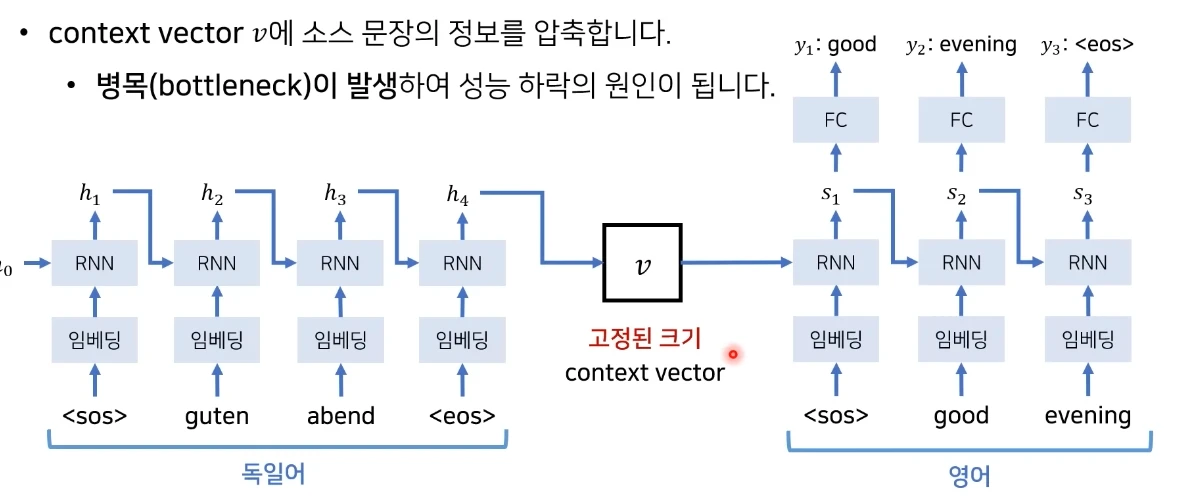 • context vector v에 소스 문장의 정보를 압축합니다.
• 병목(bottleneck)이 발생하여 성능 하락의 원인이 됩니다.
y₁: good y₂: evening y₃: <eos>
FC FC FC
h₁ h₂ h₃ h₄ s₁ s₂ s₃
RNN RNN RNN RNN v RNN RNN RNN
임베딩 임베딩 임베딩 임베딩 고정된 크기 임베딩 임베딩 임베딩
context vector
<sos> guten abend <eos> <sos> good evening
독일어 영어